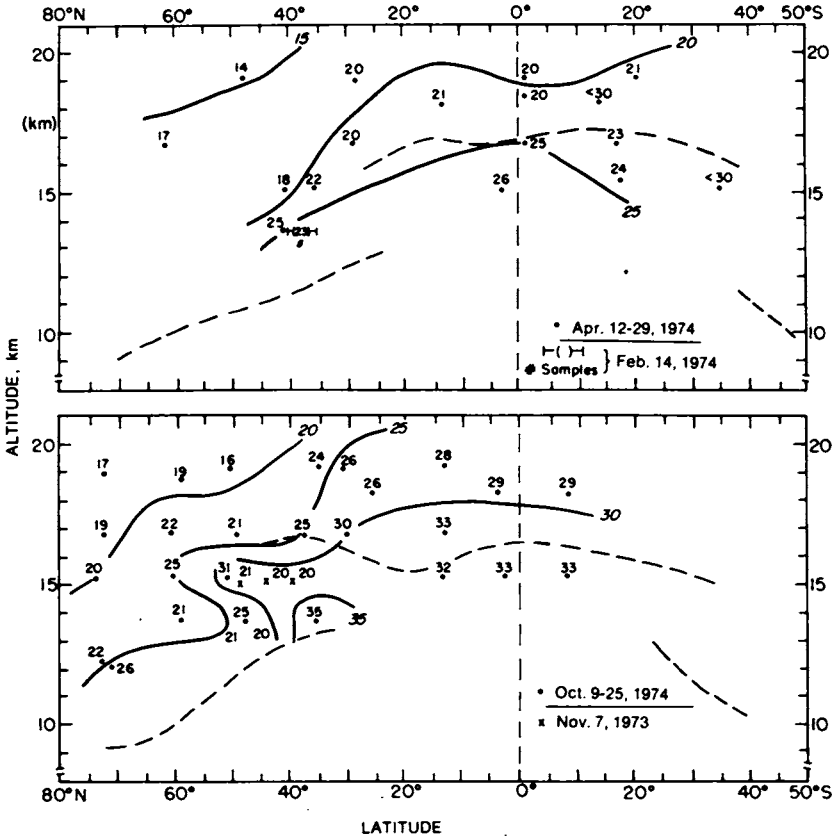 80°N 60° 40° 20° 0° 20° 40° 50°S
15
20
14
20 20 20 21 20
(km)
21 20 <30
17 20 25 23
18 22 26 24 <30
15 15
25 (23) 25
#
10 10
• Apr. 12-29, 1974
⊢( )⊣
# Samples } Feb. 14, 1974
ALTITUDE, km
20 20 25 20
17 19 16 24 26 28
26 29 29
19 22 21 25 30 33 30
20 25 31 21 20 20 32 33 33
15 15
21 25 35 35
21 20
22 26
• Oct. 9-25, 1974
x Nov. 7, 1973
10 10
80°N 60° 40° 20° 0° 20° 50°S
LATITUDE